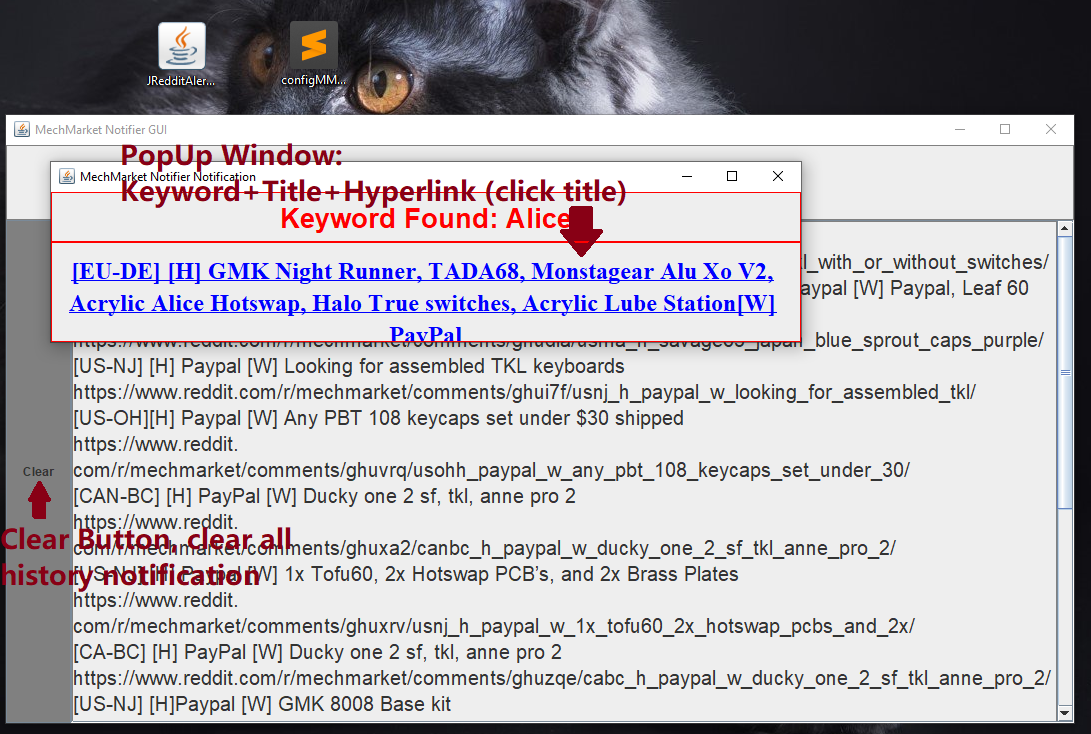 JRedditAler...
configMM...
MechMarket Notifier GUI
PopUp Window:
MechMarket Notifier Notification
Keyword+Title+Hyperlink (click title)
Keyword Found: Alice
[EU-DE] [H] GMK Night Runner, TADA68, Monstagear Alu Xo V2,
Acrylic Alice Hotswap, Halo True switches, Acrylic Lube Station[W]
PayPal
l_with_or_without_switches/
aypal [W] Paypal, Leaf 60
_blue_sprout_caps_purple/
[US-NJ] [H] Paypal [W] Looking for assembled TKL keyboards
https://www.reddit.com/r/mechmarket/comments/ghui7f/usnj_h_paypal_w_looking_for_assembled_tkl/
[US-OH][H] Paypal [W] Any PBT 108 keycaps set under $30 shipped
https://www.reddit.
com/r/mechmarket/comments/ghuvrq/usohh_paypal_w_any_pbt_108_keycaps_set_under_30/
Clear
[CAN-BC] [H] PayPal [W] Ducky one 2 sf, tkl, anne pro 2
https://www.reddit.
Clear Button, clear all
com/r/mechmarket/comments/ghuxa2/canbc_h_paypal_w_ducky_one_2_sf_tkl_anne_pro_2/
history notification
[US-NJ] [H] Paypal [W] 1x Tofu60, 2x Hotswap PCB's, and 2x Brass Plates
https://www.reddit.
com/r/mechmarket/comments/ghuxrv/usnj_h_paypal_w_1x_tofu60_2x_hotswap_pcbs_and_2x/
[CA-BC] [H] PayPal [W] Ducky one 2 sf, tkl, anne pro 2
https://www.reddit.com/r/mechmarket/comments/ghuzqe/cabc_h_paypal_w_ducky_one_2_sf_tkl_anne_pro_2/
[US-NJ] [H]Paypal [W] GMK 8008 Base kit